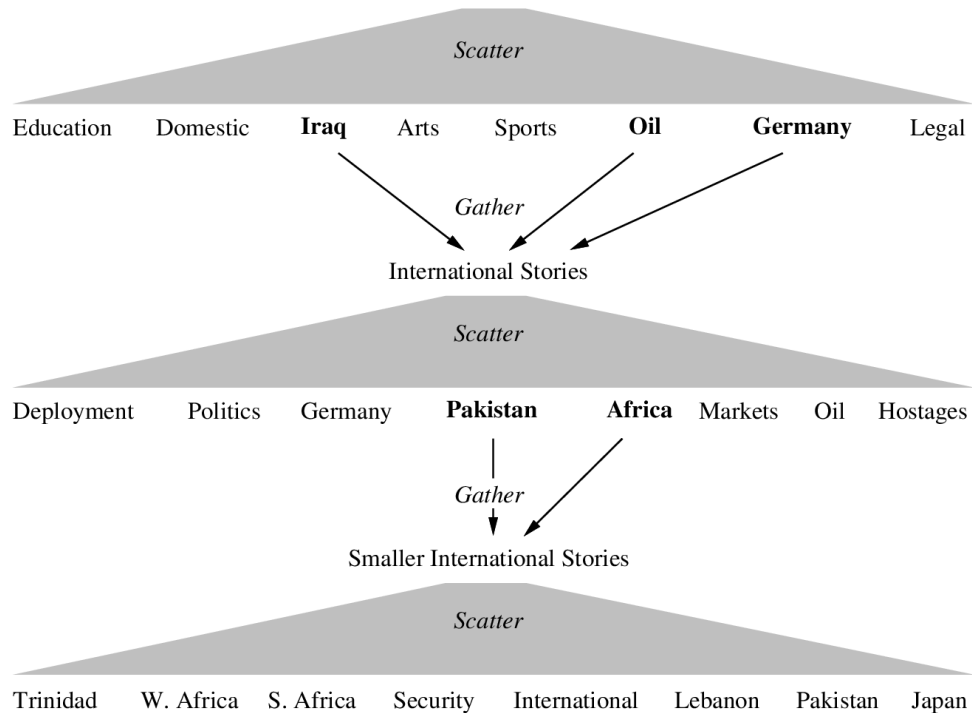 Scatter
Education Domestic Iraq Arts Sports Oil Germany Legal
Gather
International Stories
Scatter
Deployment Politics Germany Pakistan Africa Markets Oil Hostages
Gather
Smaller International Stories
Scatter
Trinidad W. Africa S. Africa Security International Lebanon Pakistan Japan